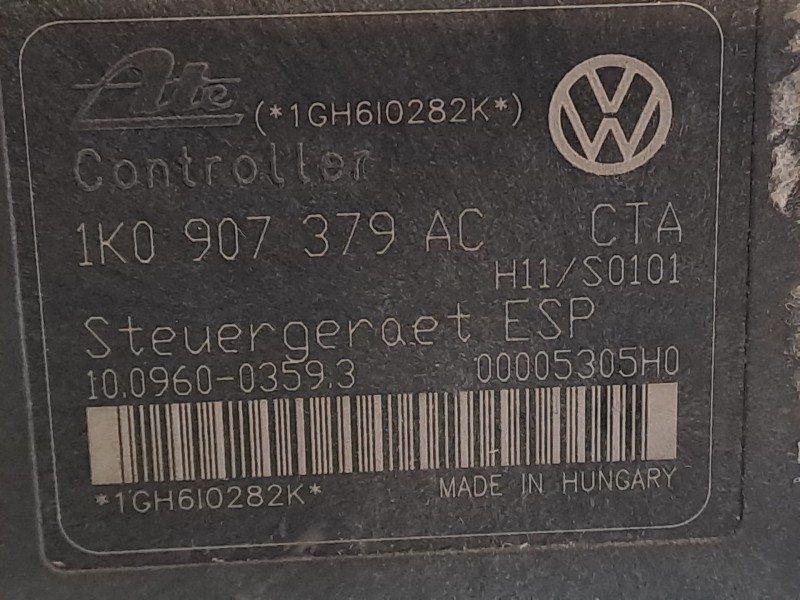 Ate (*1GH6I0282K*)
Controller
1K0 907 379 AC CTA
H11/S0101
Steuergeraet ESP
10.0960-0359.3 00005305H0
*1GH6I0282K* MADE IN HUNGARY